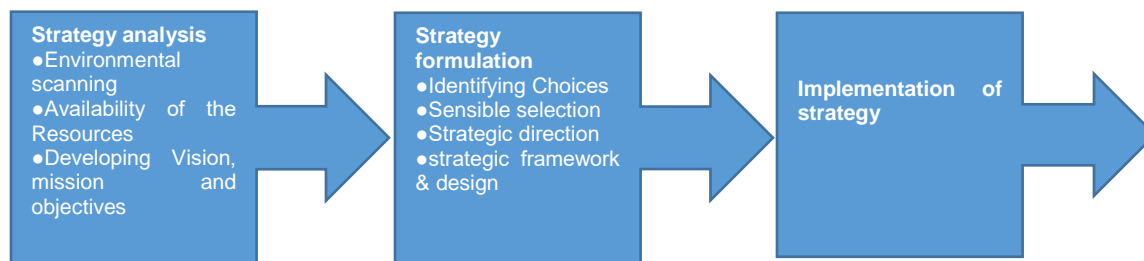 Strategy analysis
●Environmental
scanning
●Availability of the
Resources
●Developing Vision,
mission and
objectives
Strategy
formulation
●Identifying Choices
●Sensible selection
●Strategic direction
●strategic framework
& design
Implementation of
strategy